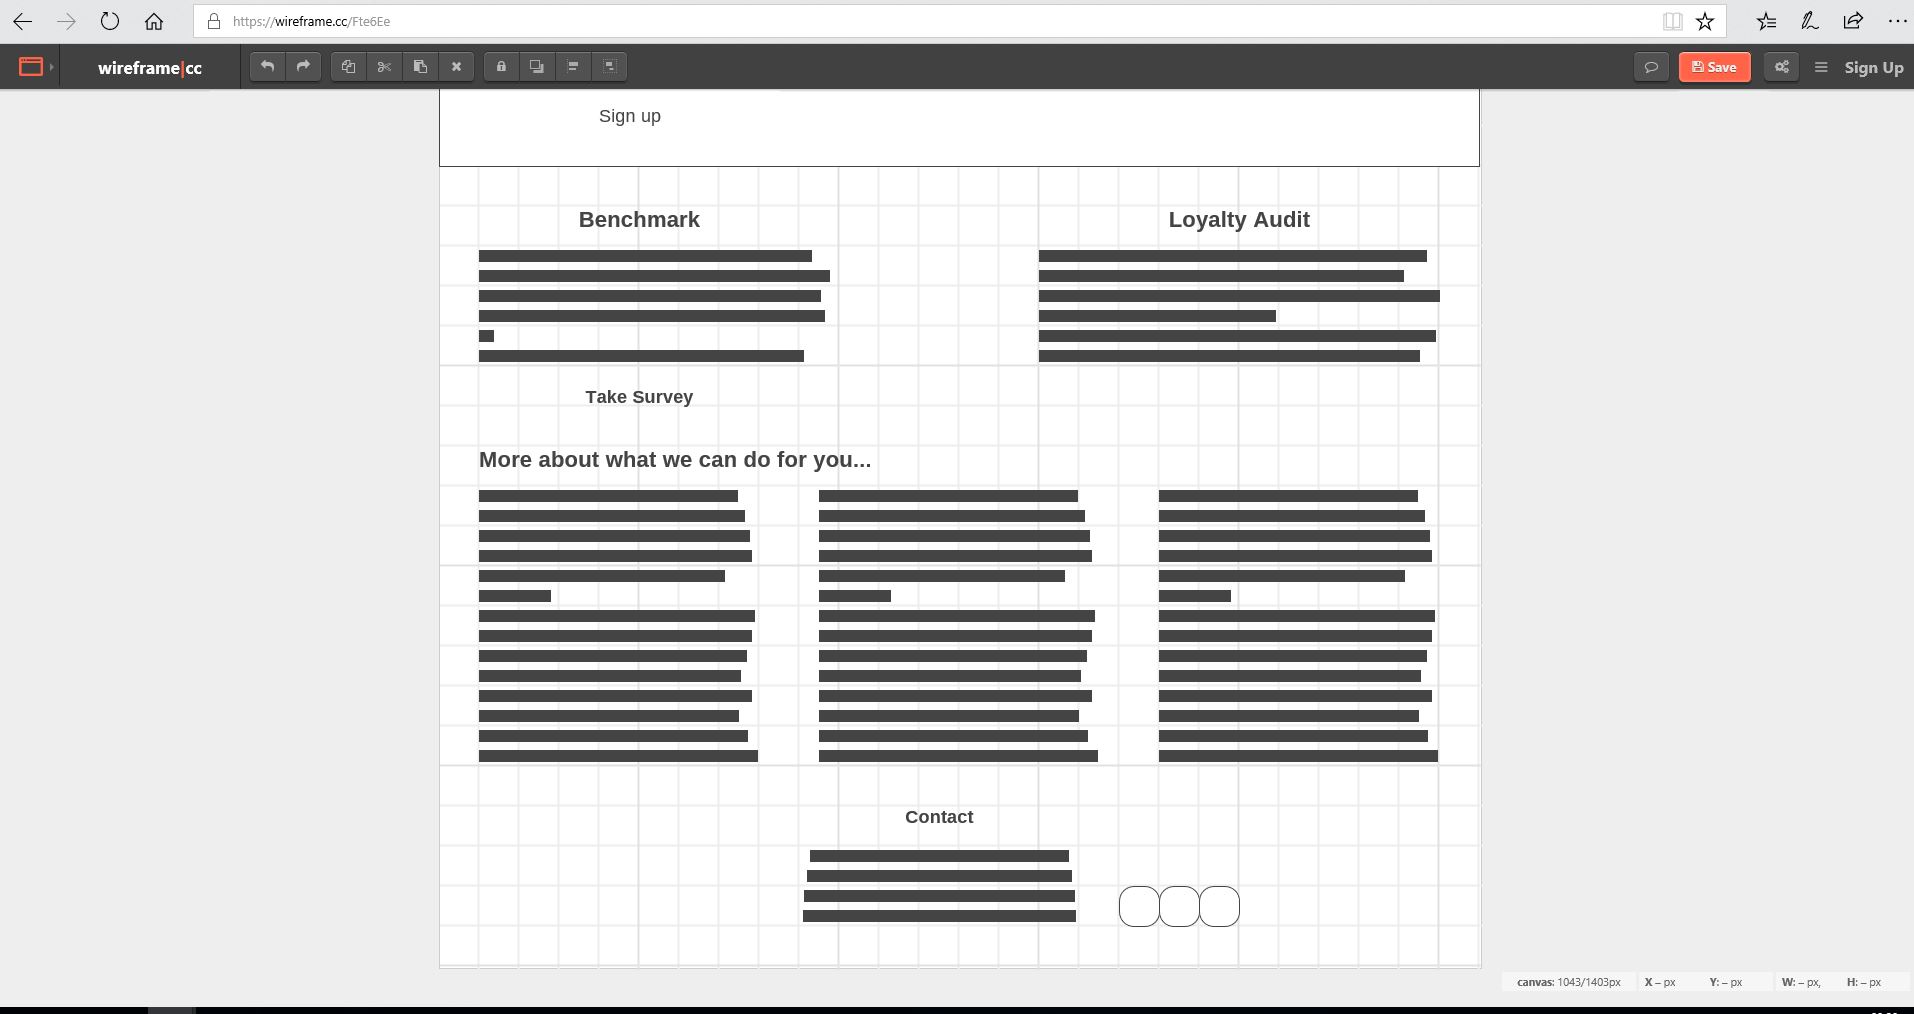 https://wireframe.cc/Fte6Ee
wireframe|cc
Save
Sign Up
Sign up
Benchmark
Loyalty Audit
Take Survey
More about what we can do for you...
Contact
canvas: 1043/1403px X – px Y: – px W: – px, H: – px